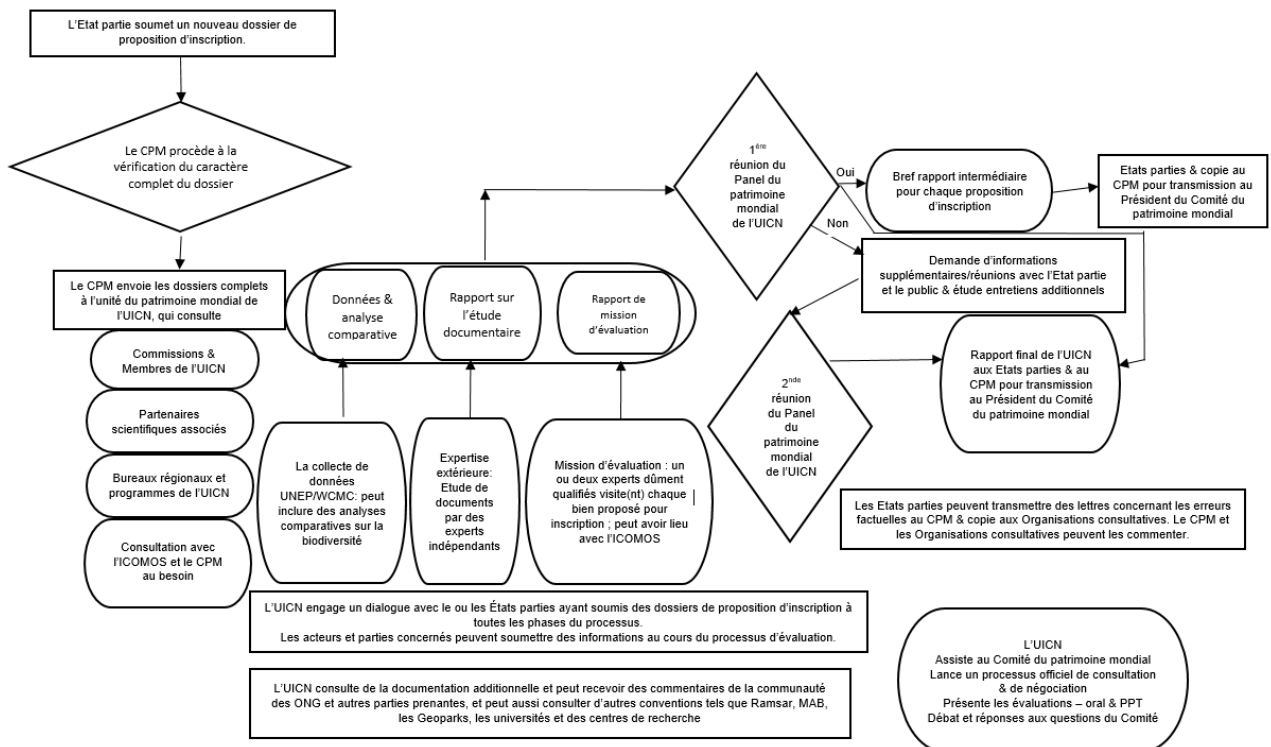 L'Etat partie soumet un nouveau dossier de
proposition d'inscription.
Le CPM procède à la
vérification du caractère
complet du dossier
Le CPM envoie les dossiers complets
à l'unité du patrimoine mondial de
l'UICN, qui consulte
Commissions &
Membres de l'UICN
Partenaires
scientifiques associés
Bureaux régionaux et
programmes de l'UICN
Consultation avec
l'ICOMOS et le CPM
au besoin
Données &
analyse
comparative
Rapport sur
l'étude
documentaire
Rapport de
mission
d'évaluation
La collecte de
données
UNEP/WCMC: peut
inclure des analyses
comparatives sur la
biodiversité
Expertise
extérieure:
Etude de
documents
par des
experts
indépendants
Mission d'évaluation : un
ou deux experts dûment
qualifiés visite(nt) chaque
bien proposé pour
inscription ; peut avoir lieu
avec l'ICOMOS
1ère
réunion du
Panel du
patrimoine
mondial
de l'UICN
Oui
Non
Bref rapport intermédiaire
pour chaque proposition
d'inscription
Etats parties & copie au
CPM pour transmission au
Président du Comité du
patrimoine mondial
Demande d'informations
supplémentaires/réunions avec l'Etat partie
et le public & étude entretiens additionnels
2nde
réunion
du Panel
du
patrimoine
mondial
de l'UICN
Rapport final de l'UICN
aux Etats parties & au
CPM pour transmission
au Président du Comité
du patrimoine mondial
Les Etats parties peuvent transmettre des lettres concernant les erreurs
factuelles au CPM & copie aux Organisations consultatives. Le CPM et
les Organisations consultatives peuvent les commenter.
L'UICN engage un dialogue avec le ou les États parties ayant soumis des dossiers de proposition d'inscription à
toutes les phases du processus.
Les acteurs et parties concernés peuvent soumettre des informations au cours du processus d'évaluation.
L'UICN consulte de la documentation additionnelle et peut recevoir des commentaires de la communauté
des ONG et autres parties prenantes, et peut aussi consulter d'autres conventions tels que Ramsar, MAB,
les Geoparks, les universités et des centres de recherche
L'UICN
Assiste au Comité du patrimoine mondial
Lance un processus officiel de consultation
& de négociation
Présente les évaluations – oral & PPT
Débat et réponses aux questions du Comité